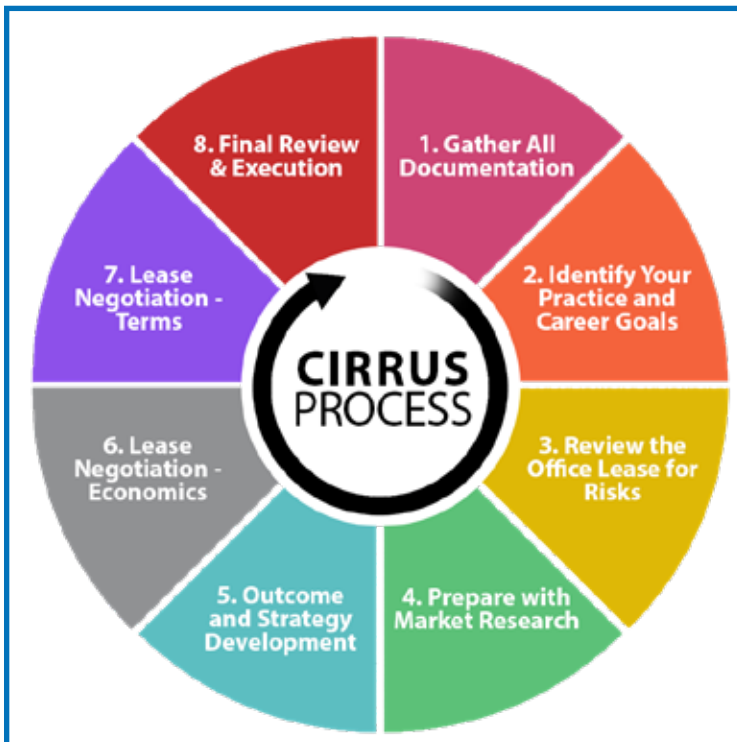 1. Gather All
Documentation
2. Identify Your
Practice and
Career Goals
3. Review the
Office Lease for
Risks
4. Prepare with
Market Research
5. Outcome
and Strategy
Development
6. Lease
Negotiation -
Economics
7. Lease
Negotiation -
Terms
8. Final Review
& Execution
CIRRUS
PROCESS